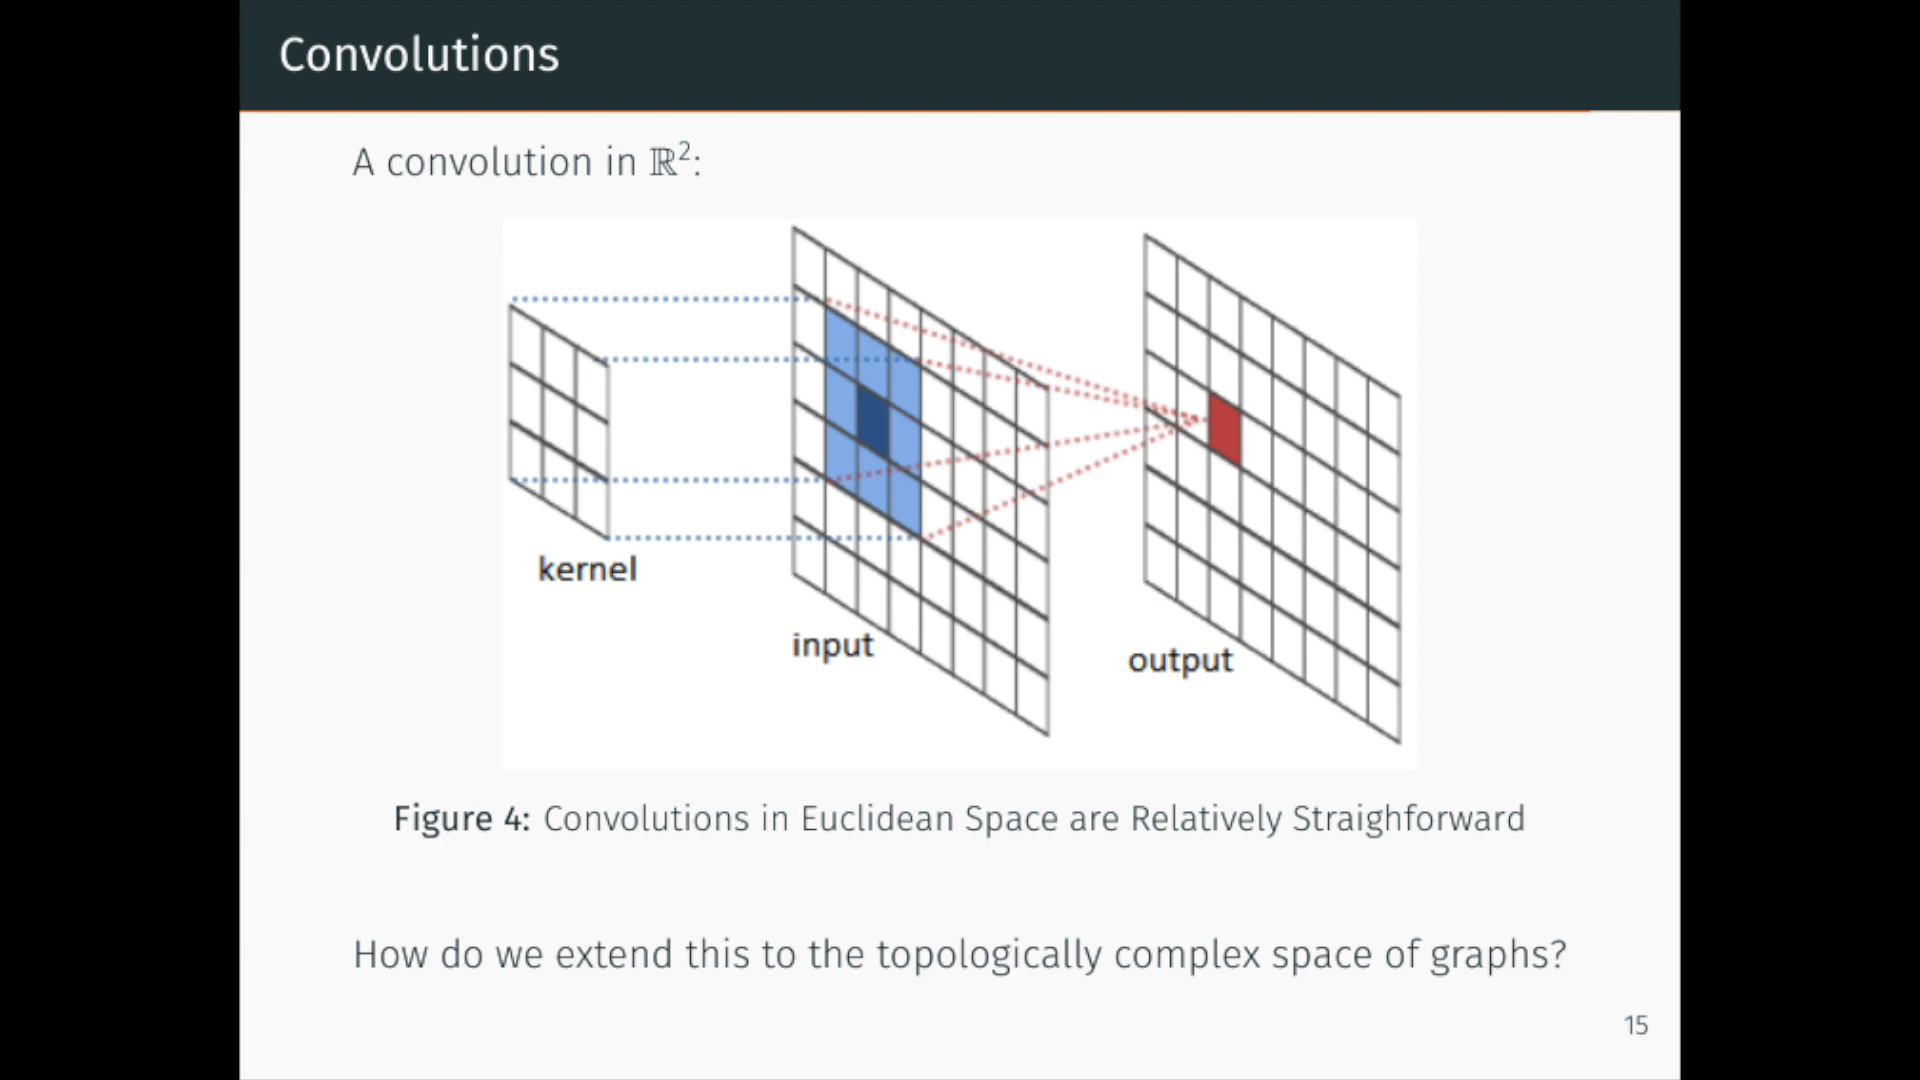 Convolutions
A convolution in ℝ²:
kernel
input
output
Figure 4: Convolutions in Euclidean Space are Relatively Straighforward
How do we extend this to the topologically complex space of graphs?
15